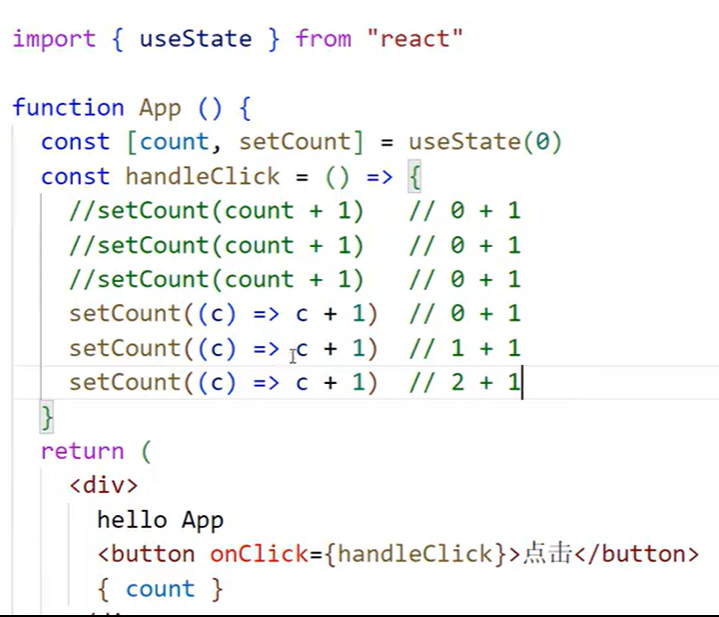 import { useState } from "react"
function App () {
const [count, setCount] = useState(0)
const handleClick = () => {
//setCount(count + 1) // 0 + 1
//setCount(count + 1) // 0 + 1
//setCount(count + 1) // 0 + 1
setCount((c) => c + 1) // 0 + 1
setCount((c) => c + 1) // 1 + 1
setCount((c) => c + 1) // 2 + 1
}
return (
<div>
hello App
<button onClick={handleClick}>点击</button>
{ count }